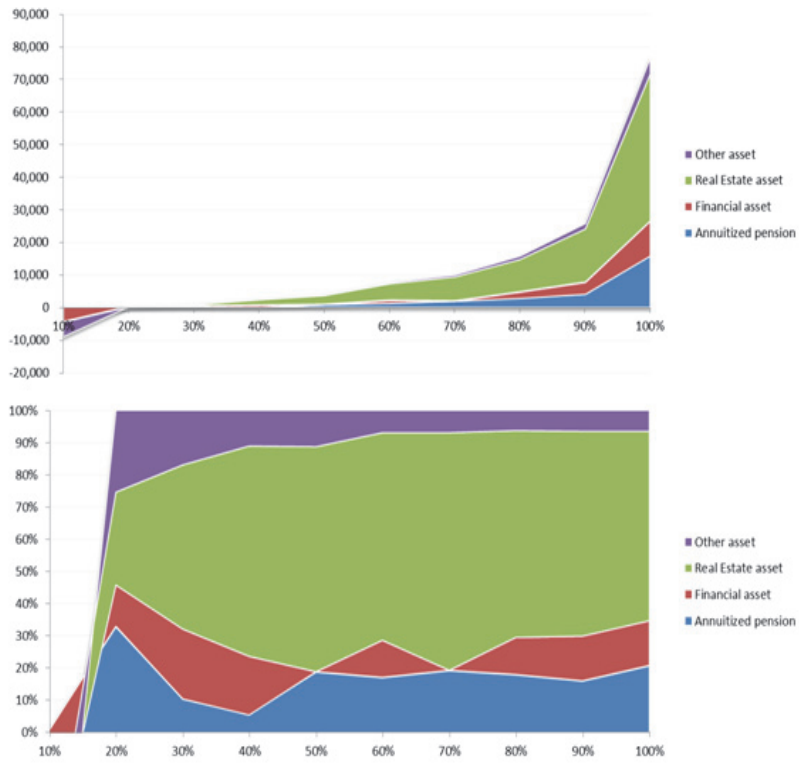 90,000
80,000
70,000
60,000
50,000
40,000
30,000
20,000
10,000
0
-10,000
-20,000
10% 20% 30% 40% 50% 60% 70% 80% 90% 100%
Other asset
Real Estate asset
Financial asset
Annuitized pension
100%
90%
80%
70%
60%
50%
40%
30%
20%
10%
0%
10% 20% 30% 40% 50% 60% 70% 80% 90% 100%
Other asset
Real Estate asset
Financial asset
Annuitized pension